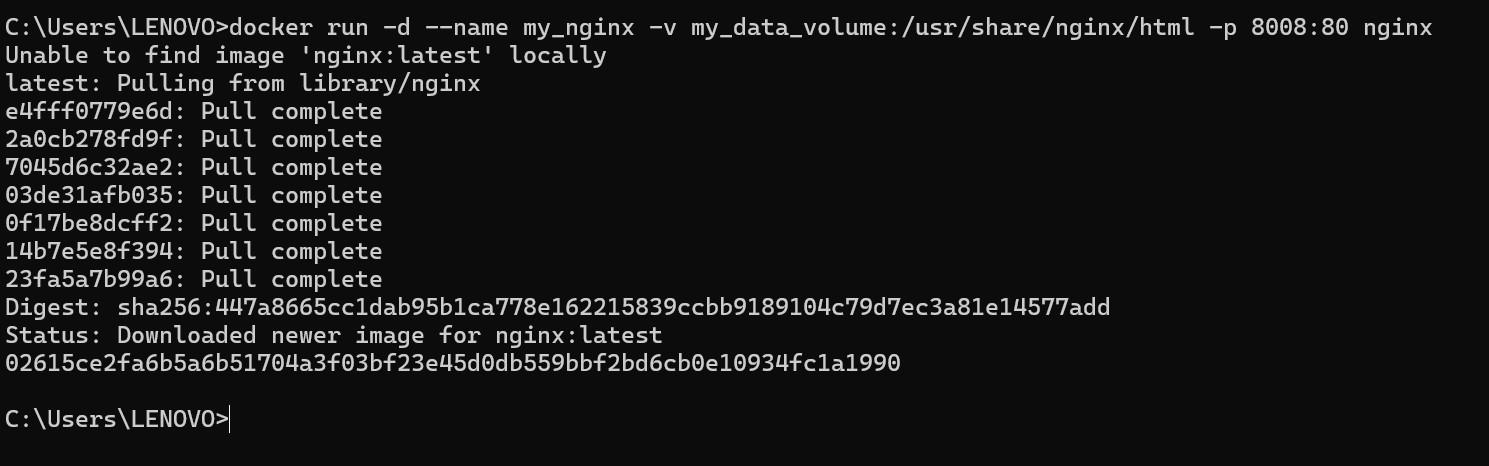 C:\Users\LENOVO>docker run -d --name my_nginx -v my_data_volume:/usr/share/nginx/html -p 8008:80 nginx
Unable to find image 'nginx:latest' locally
latest: Pulling from library/nginx
e4fff0779e6d: Pull complete
2a0cb278fd9f: Pull complete
7045d6c32ae2: Pull complete
03de31afb035: Pull complete
0f17be8dcff2: Pull complete
14b7e5e8f394: Pull complete
23fa5a7b99a6: Pull complete
Digest: sha256:447a8665cc1dab95b1ca778e162215839ccbb9189104c79d7ec3a81e14577add
Status: Downloaded newer image for nginx:latest
02615ce2fa6b5a6b51704a3f03bf23e45d0db559bbf2bd6cb0e10934fc1a1990
C:\Users\LENOVO>